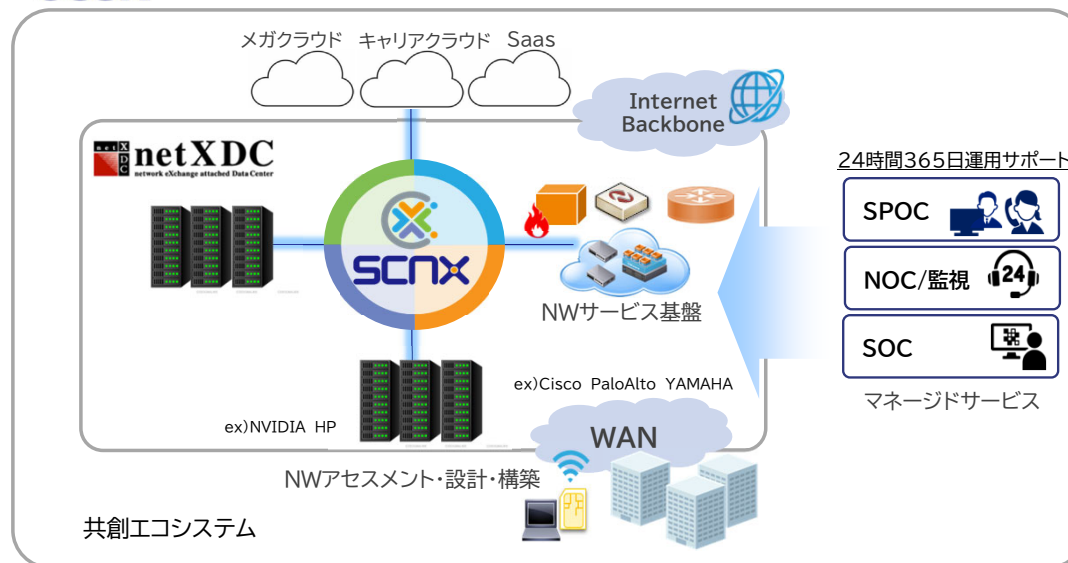 メガクラウド キャリアクラウド Saas
Internet
Backbone
net
XDC
netXDC
network eXchange attached Data Center
SCNX
NWサービス基盤
ex)Cisco PaloAlto YAMAHA
ex)NVIDIA HP
WAN
NWアセスメント・設計・構築
共創エコシステム
24時間365日運用サポート
SPOC
NOC/監視
24
SOC
マネージドサービス